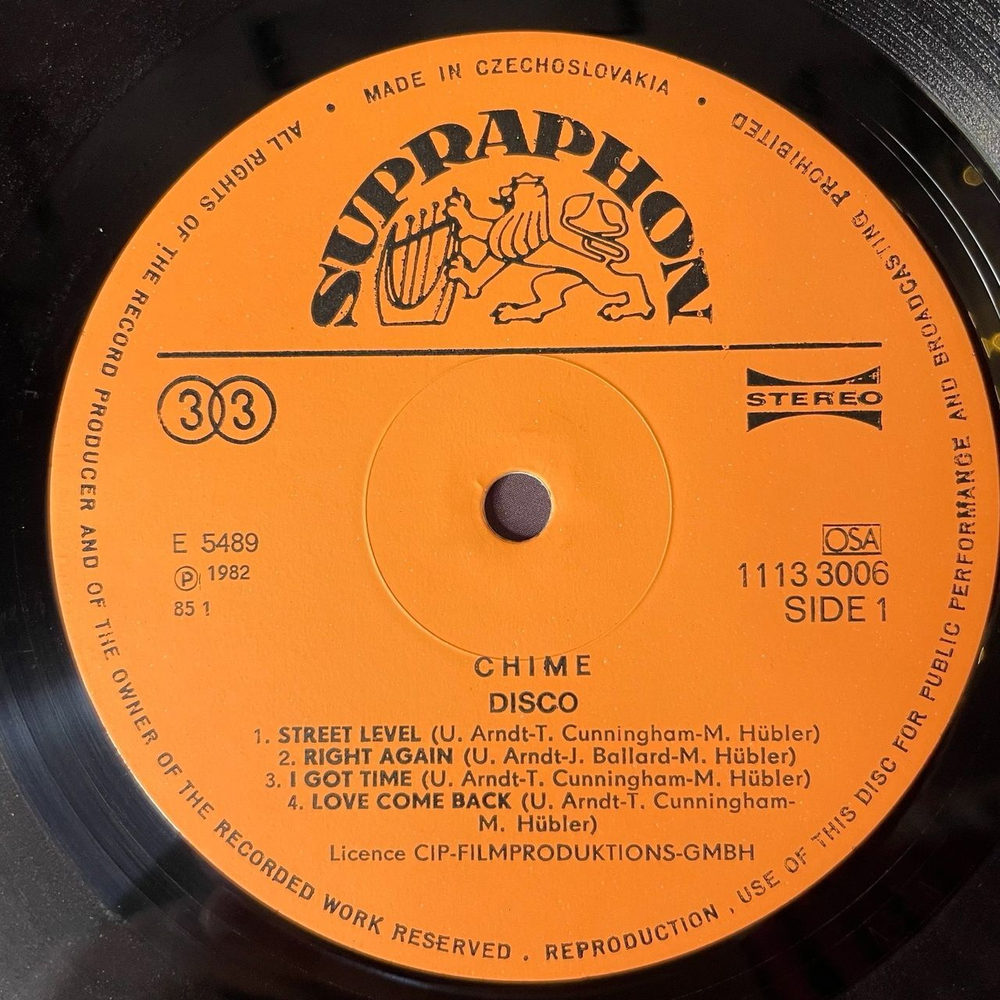 MADE IN CZECHOSLOVAKIA
ALL RIGHTS OF THE RECORD PRODUCER AND OF THE OWNER OF THE RECORDED WORK RESERVED . REPRODUCTION , USE OF THIS DISC FOR PUBLIC PERFORMANCE AND BROADCASTING PROHIBITED
SUPRAPHON
33
STEREO
E 5489
Ⓟ 1982
85 1
OSA
1113 3006
SIDE 1
CHIME
DISCO
1. STREET LEVEL (U. Arndt-T. Cunningham-M. Hübler)
2. RIGHT AGAIN (U. Arndt-J. Ballard-M. Hübler)
3. I GOT TIME (U. Arndt-T. Cunningham-M. Hübler)
4. LOVE COME BACK (U. Arndt-T. Cunningham-
M. Hübler)
Licence CIP-FILMPRODUKTIONS-GMBH